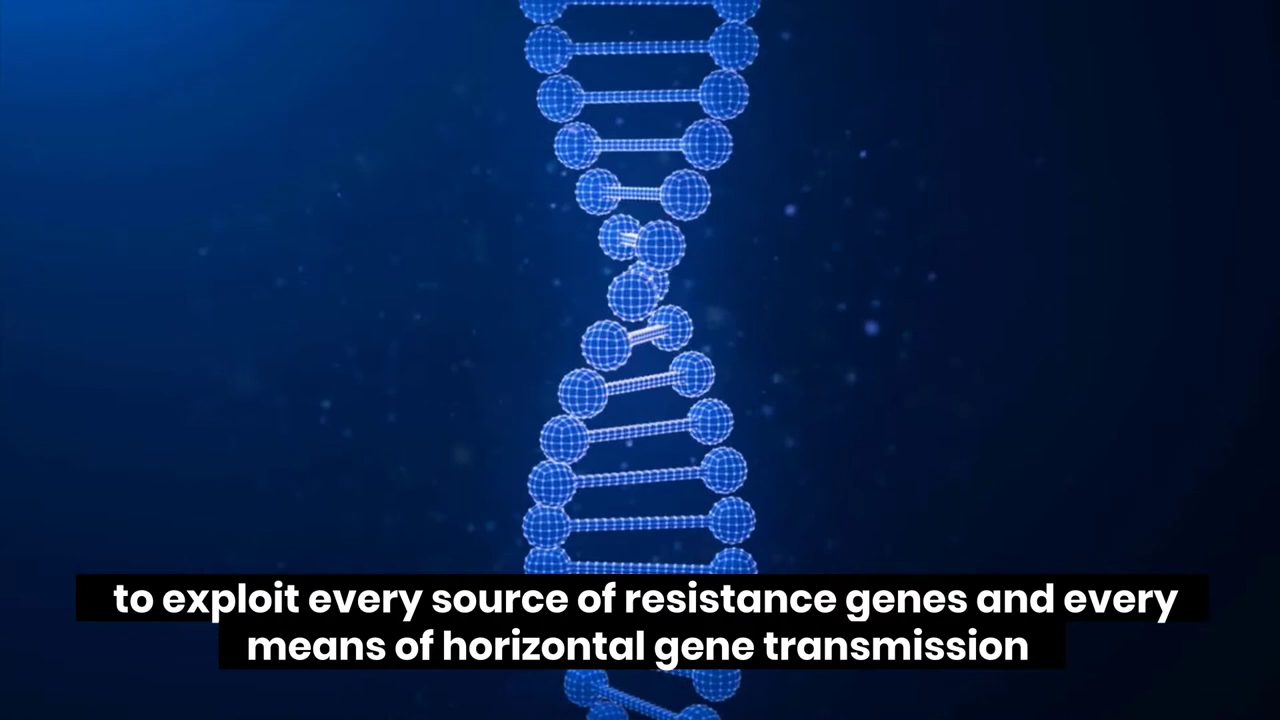 to exploit every source of resistance genes and every
means of horizontal gene transmission